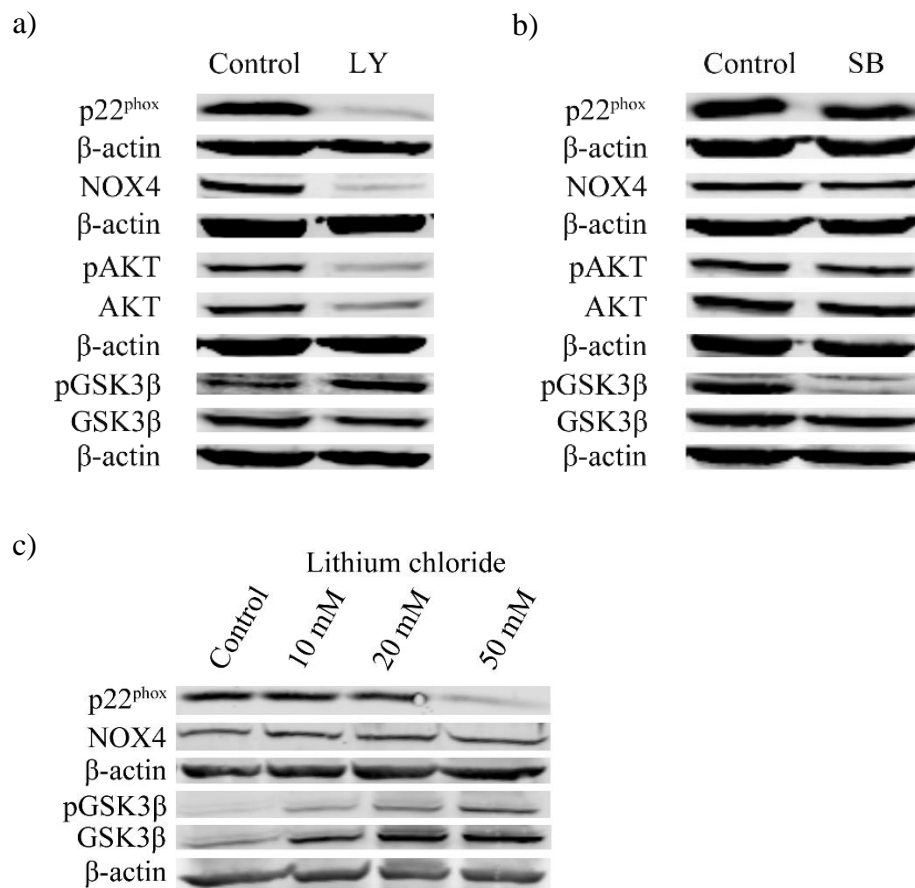 a)
Control LY
p22phox
β-actin
NOX4
β-actin
pAKT
AKT
β-actin
pGSK3β
GSK3β
β-actin
b)
Control SB
p22phox
β-actin
NOX4
β-actin
pAKT
AKT
β-actin
pGSK3β
GSK3β
β-actin
c)
Lithium chloride
Control 10 mM 20 mM 50 mM
p22phox
NOX4
β-actin
pGSK3β
GSK3β
β-actin